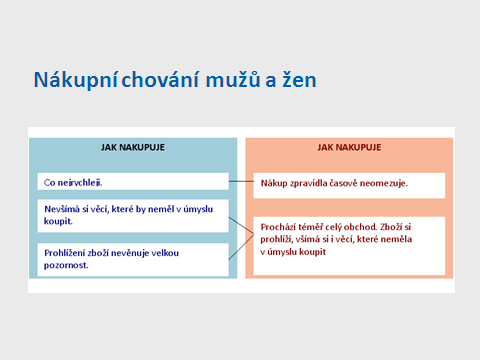 Nákupní chování mužů a žen
JAK NAKUPUJE
Co nejrychleji.
Nevšímá si věcí, které by neměl v úmyslu
koupit.
Prohlížení zboží nevěnuje velkou
pozornost.
JAK NAKUPUJE
Nákup zpravidla časově neomezuje.
Prochází téměř celý obchod. Zboží si
prohlíží, všímá si i věcí, které neměla
v úmyslu koupit